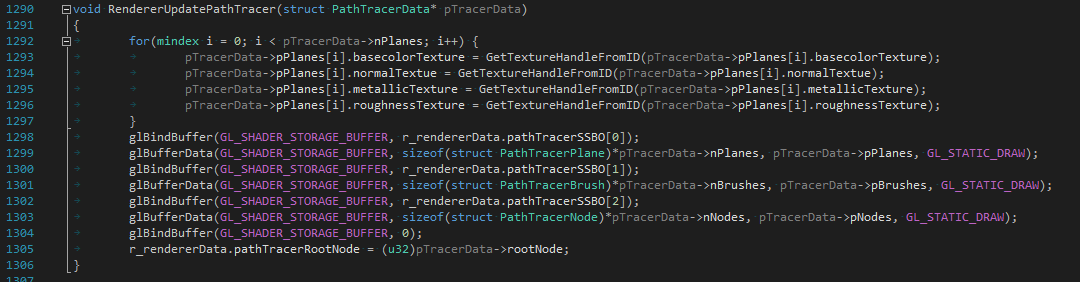 1290 void RendererUpdatePathTracer(struct PathTracerData* pTracerData)
1291 {
1292 for(mindex i = 0; i < pTracerData->nPlanes; i++) {
1293 pTracerData->pPlanes[i].basecolorTexture = GetTextureHandleFromID(pTracerData->pPlanes[i].basecolorTexture);
1294 pTracerData->pPlanes[i].normalTextue = GetTextureHandleFromID(pTracerData->pPlanes[i].normalTextue);
1295 pTracerData->pPlanes[i].metallicTexture = GetTextureHandleFromID(pTracerData->pPlanes[i].metallicTexture);
1296 pTracerData->pPlanes[i].roughnessTexture = GetTextureHandleFromID(pTracerData->pPlanes[i].roughnessTexture);
1297 }
1298 glBindBuffer(GL_SHADER_STORAGE_BUFFER, r_rendererData.pathTracerSSBO[0]);
1299 glBufferData(GL_SHADER_STORAGE_BUFFER, sizeof(struct PathTracerPlane)*pTracerData->nPlanes, pTracerData->pPlanes, GL_STATIC_DRAW);
1300 glBindBuffer(GL_SHADER_STORAGE_BUFFER, r_rendererData.pathTracerSSBO[1]);
1301 glBufferData(GL_SHADER_STORAGE_BUFFER, sizeof(struct PathTracerBrush)*pTracerData->nBrushes, pTracerData->pBrushes, GL_STATIC_DRAW);
1302 glBindBuffer(GL_SHADER_STORAGE_BUFFER, r_rendererData.pathTracerSSBO[2]);
1303 glBufferData(GL_SHADER_STORAGE_BUFFER, sizeof(struct PathTracerNode)*pTracerData->nNodes, pTracerData->pNodes, GL_STATIC_DRAW);
1304 glBindBuffer(GL_SHADER_STORAGE_BUFFER, 0);
1305 r_rendererData.pathTracerRootNode = (u32)pTracerData->rootNode;
1306 }
1307